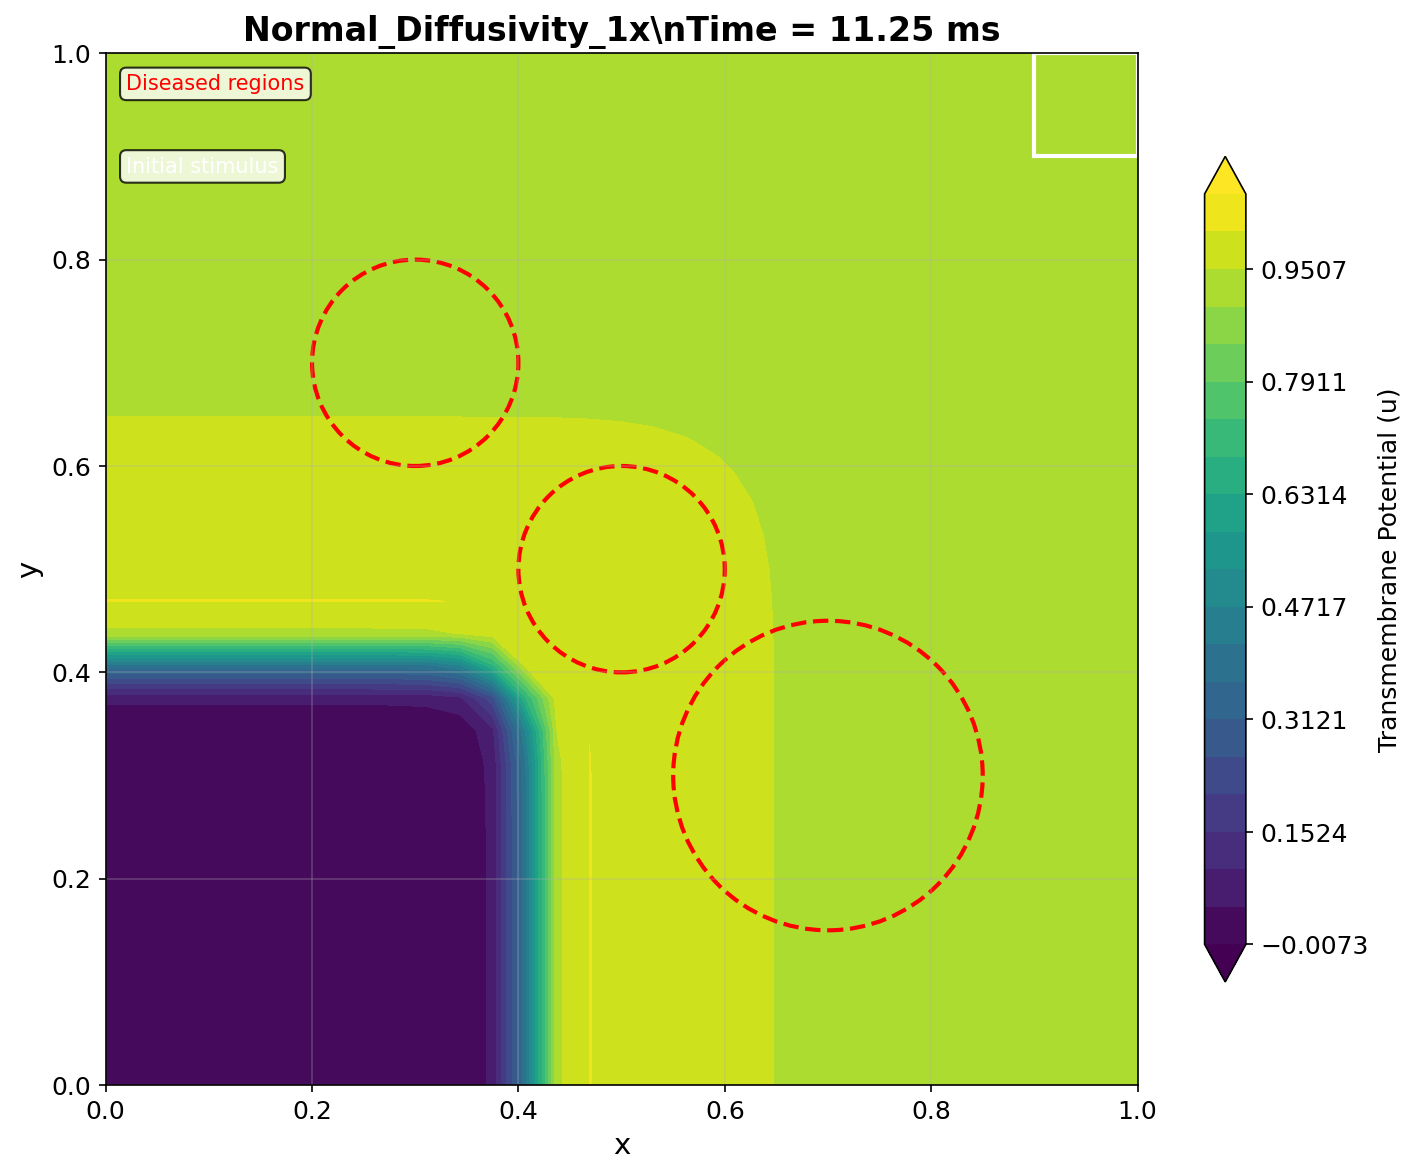 Normal_Diffusivity_1x\nTime = 11.25 ms
Diseased regions
Initial stimulus
1.0
0.8
0.6
0.4
0.2
0.0
y
0.0 0.2 0.4 0.6 0.8 1.0
x
0.9507
0.7911
0.6314
0.4717
0.3121
0.1524
−0.0073
Transmembrane Potential (u)